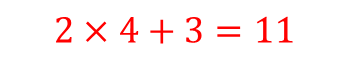 2 × 4 + 3 = 11